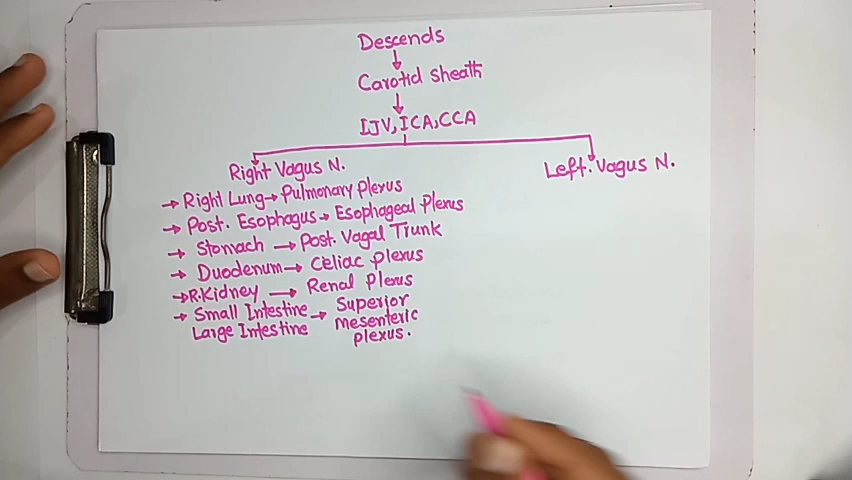 Descends
Carotid Sheath
IJV, ICA, CCA
Right Vagus N.
Left. Vagus N.
→ Right Lung → Pulmonary Plexus
→ Post. Esophagus → Esophageal Plexus
→ Stomach → Post. Vagal Trunk
→ Duodenum → Celiac plexus
→ R. Kidney → Renal Plexus
→ Small Intestine → Superior
Large Intestine mesenteric
plexus.